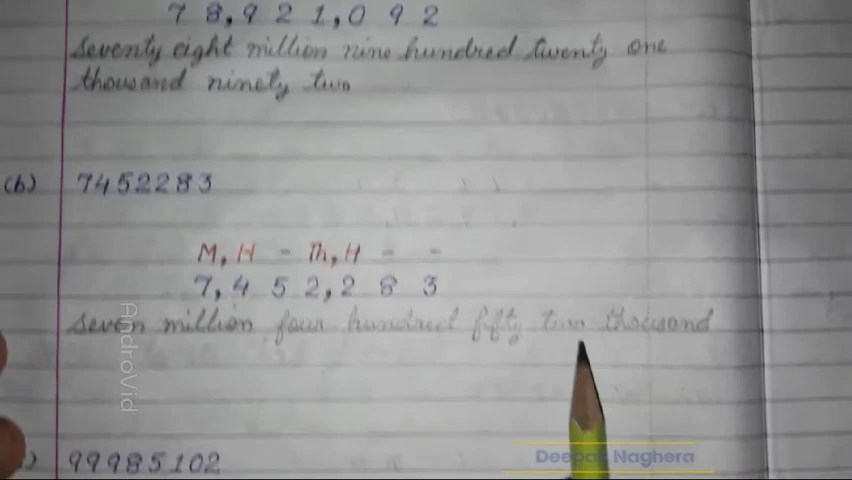 7 8,9 2 1,0 9 2
Seventy eight million nine hundred twenty one
thousand ninety two
(b) 7452283
M, H - Th, H - -
7, 4 5 2, 2 8 3
Seven million four hundred fifty two thousand
99985102
AndroVid
Deepak Naghera